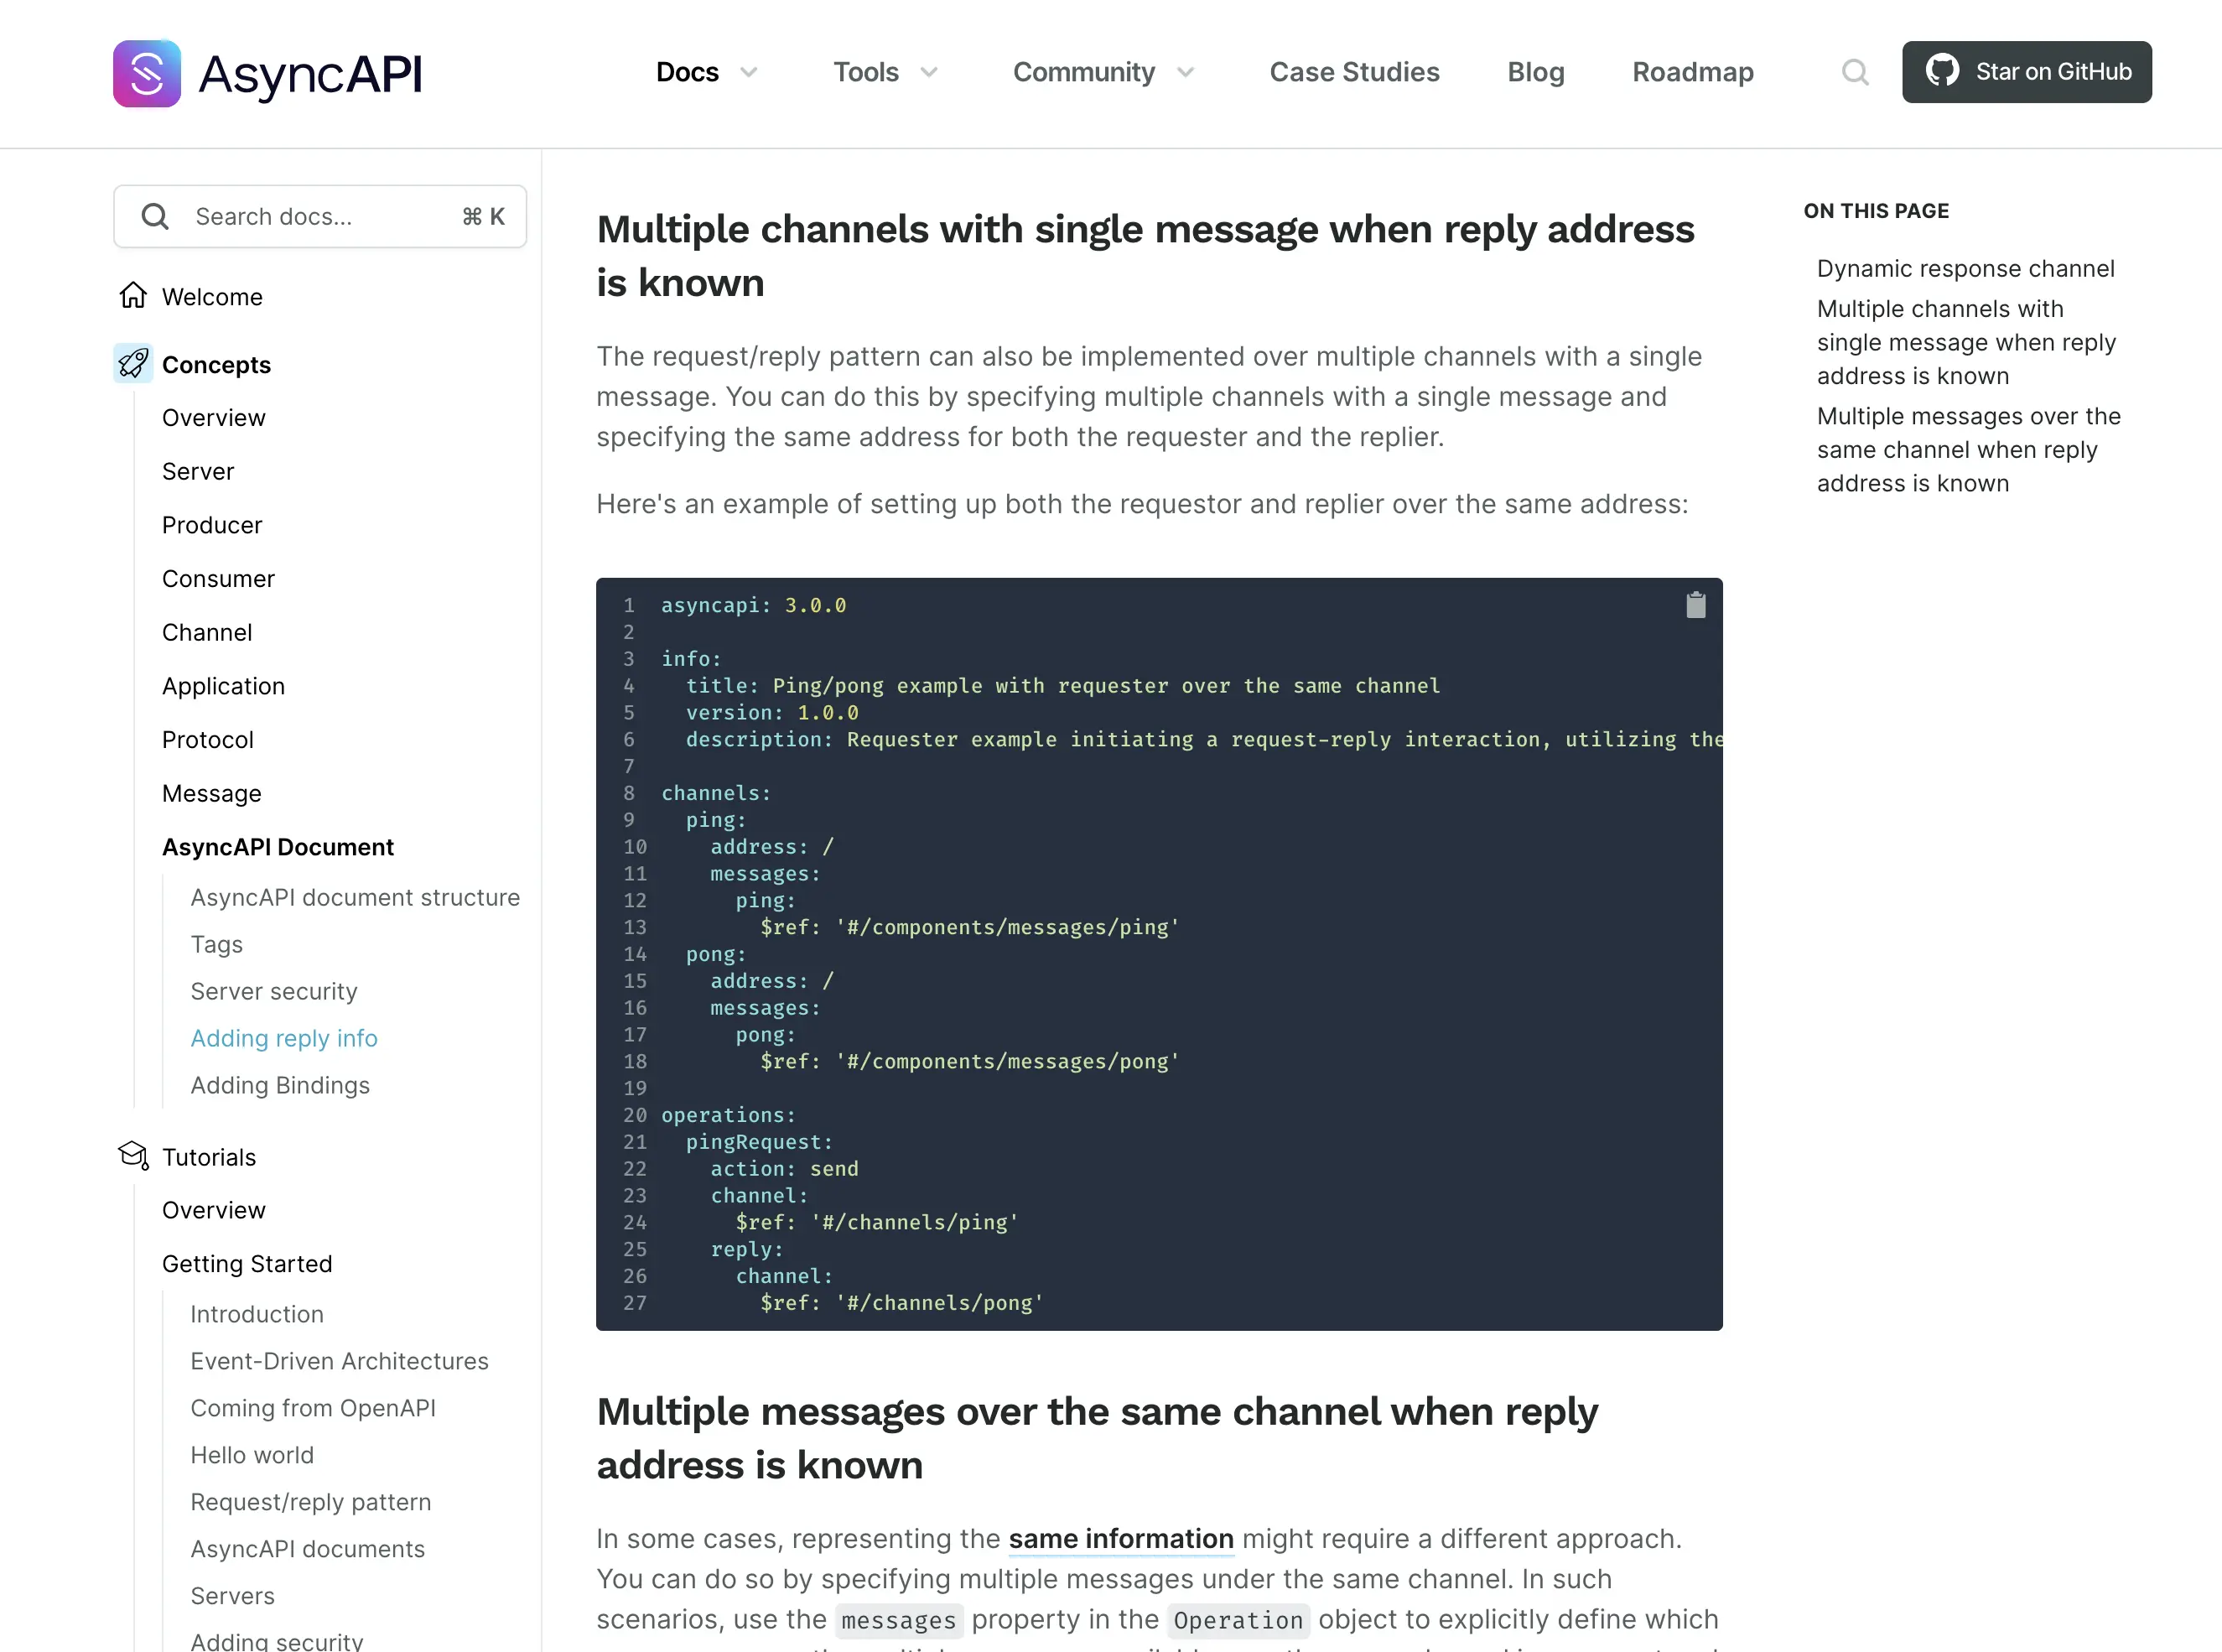 AsyncAPI
Docs
Tools
Community
Case Studies
Blog
Roadmap
Star on GitHub
Search docs... ⌘ K
Welcome
Concepts
Overview
Server
Producer
Consumer
Channel
Application
Protocol
Message
AsyncAPI Document
AsyncAPI document structure
Tags
Server security
Adding reply info
Adding Bindings
Tutorials
Overview
Getting Started
Introduction
Event-Driven Architectures
Coming from OpenAPI
Hello world
Request/reply pattern
AsyncAPI documents
Servers
Adding security
Multiple channels with single message when reply address
is known
The request/reply pattern can also be implemented over multiple channels with a single
message. You can do this by specifying multiple channels with a single message and
specifying the same address for both the requester and the replier.
Here's an example of setting up both the requestor and replier over the same address:
1 asyncapi: 3.0.0
2
3 info:
4   title: Ping/pong example with requester over the same channel
5   version: 1.0.0
6   description: Requester example initiating a request-reply interaction, utilizing the
7
8 channels:
9   ping:
10     address: /
11     messages:
12       ping:
13         $ref: '#/components/messages/ping'
14   pong:
15     address: /
16     messages:
17       pong:
18         $ref: '#/components/messages/pong'
19
20 operations:
21   pingRequest:
22     action: send
23     channel:
24       $ref: '#/channels/ping'
25     reply:
26       channel:
27         $ref: '#/channels/pong'
Multiple messages over the same channel when reply
address is known
In some cases, representing the same information might require a different approach.
You can do so by specifying multiple messages under the same channel. In such
scenarios, use the messages property in the Operation object to explicitly define which
ON THIS PAGE
Dynamic response channel
Multiple channels with
single message when reply
address is known
Multiple messages over the
same channel when reply
address is known